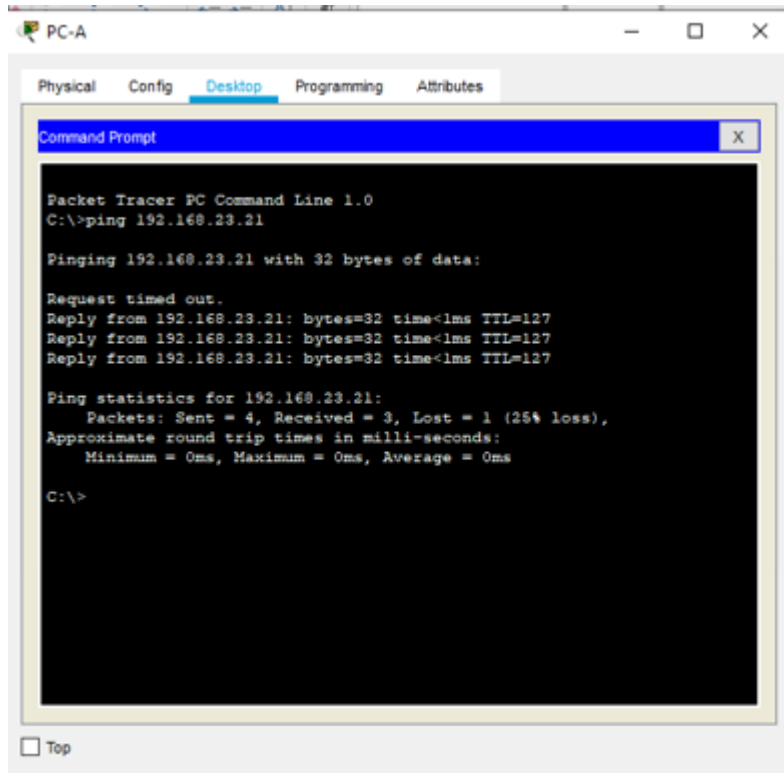 PC-A
Physical Config Desktop Programming Attributes
Command Prompt
X
Packet Tracer PC Command Line 1.0
C:\>ping 192.168.23.21
Pinging 192.168.23.21 with 32 bytes of data:
Request timed out.
Reply from 192.168.23.21: bytes=32 time<1ms TTL=127
Reply from 192.168.23.21: bytes=32 time<1ms TTL=127
Reply from 192.168.23.21: bytes=32 time<1ms TTL=127
Ping statistics for 192.168.23.21:
Packets: Sent = 4, Received = 3, Lost = 1 (25% loss),
Approximate round trip times in milli-seconds:
Minimum = 0ms, Maximum = 0ms, Average = 0ms
C:\>
Top